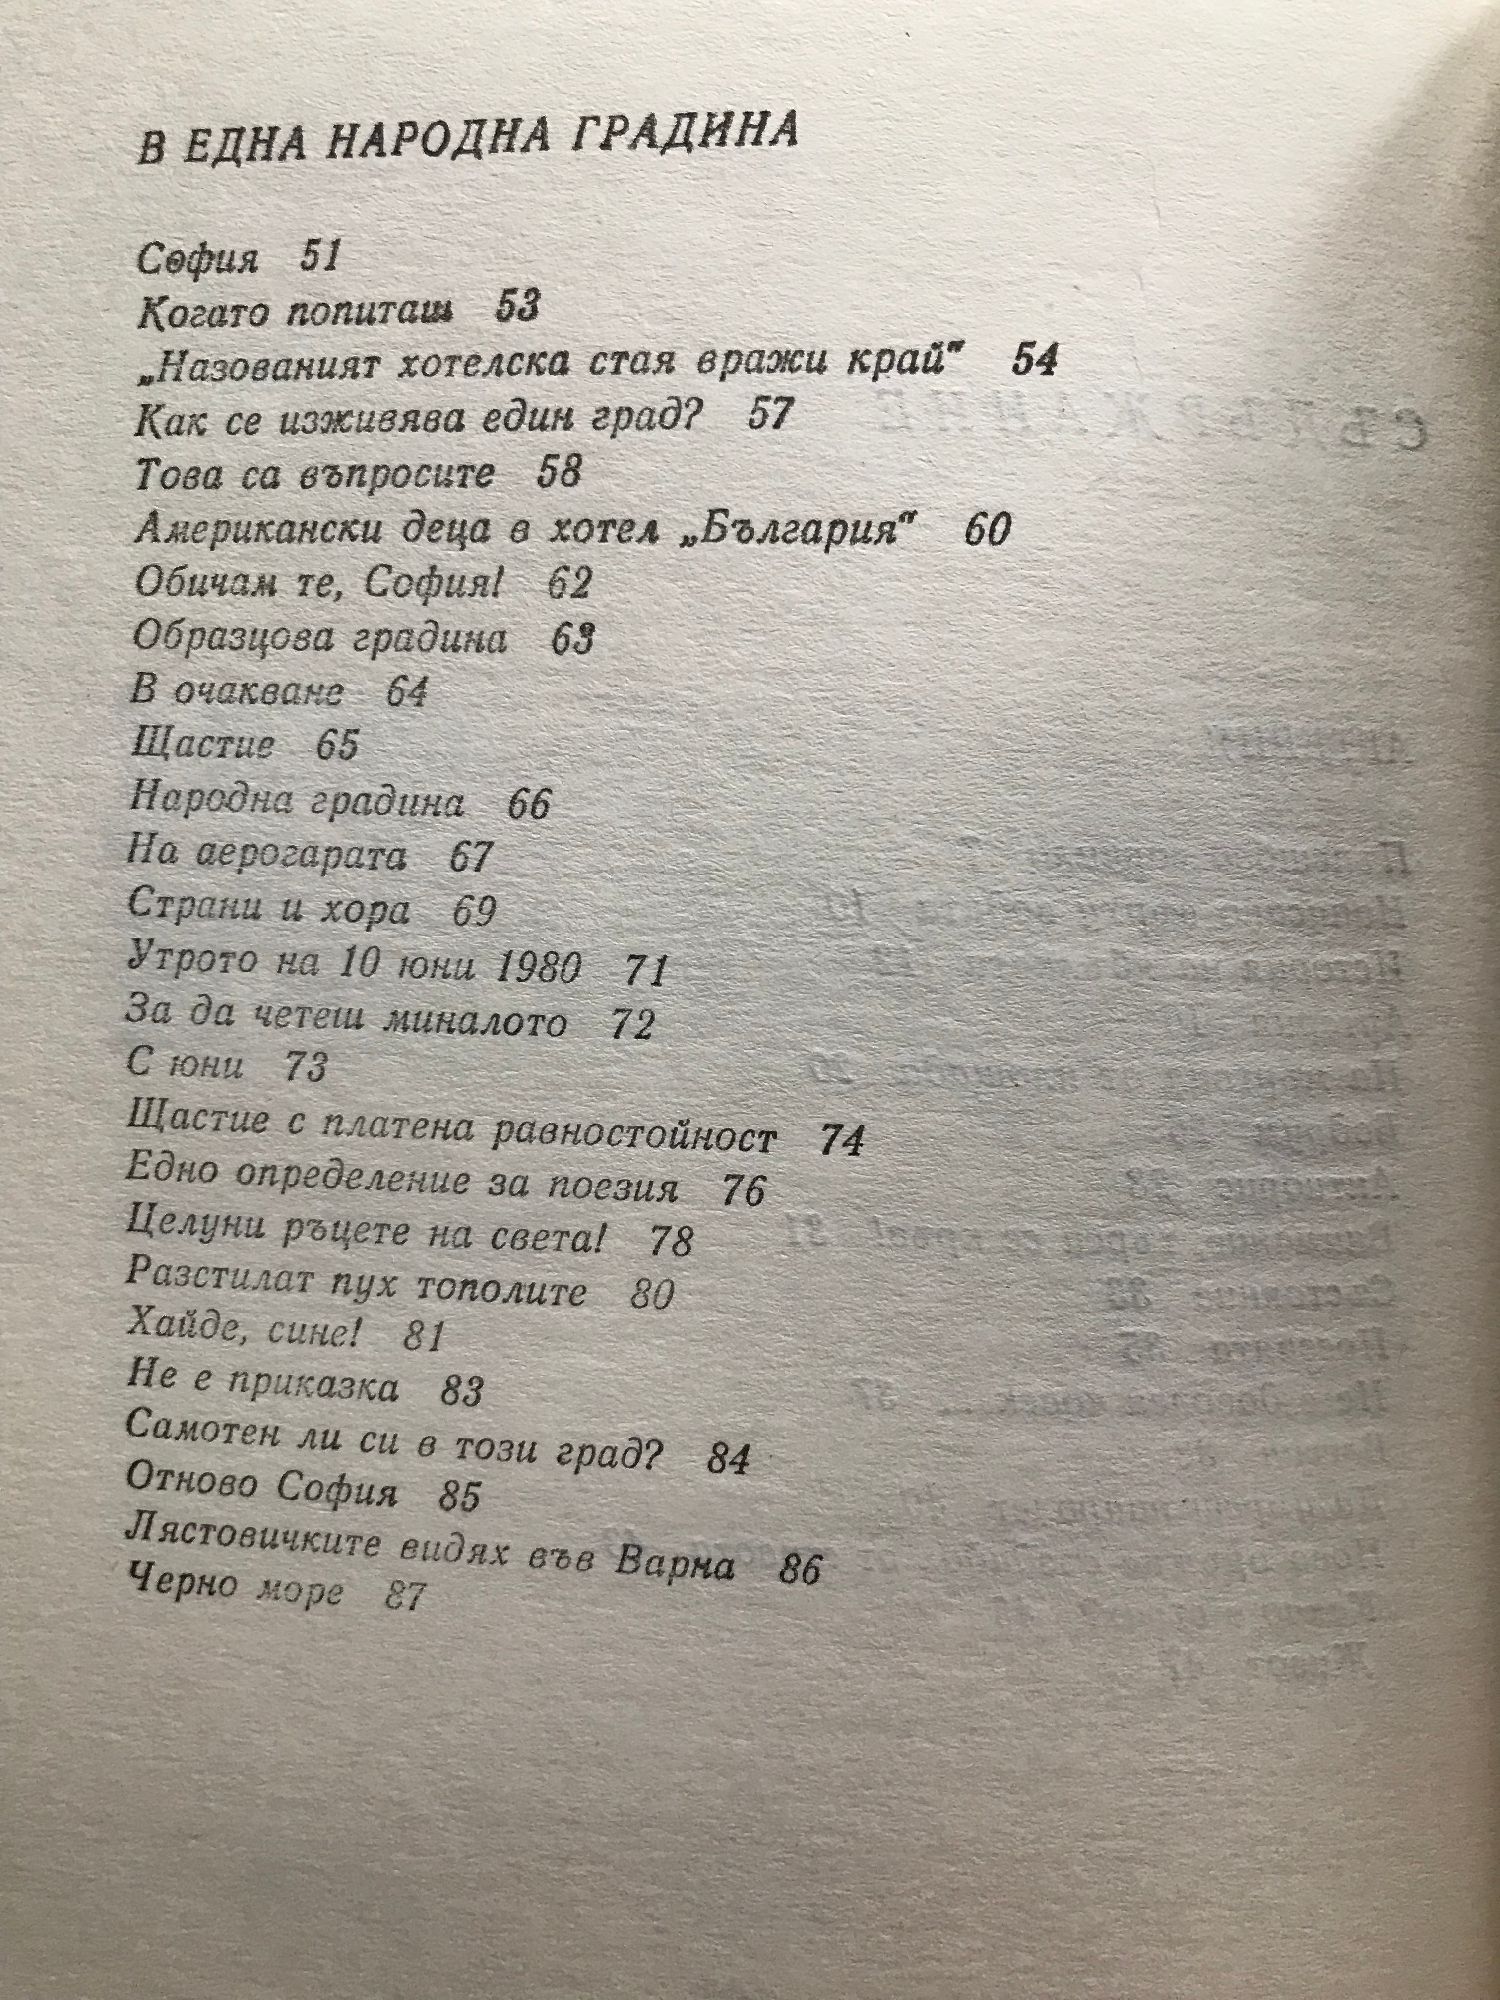 В ЕДНА НАРОДНА ГРАДИНА
София 51
Когато попиташ 53
„Назованият хотелска стая вражи край“ 54
Как се изживява един град? 57
Това са въпросите 58
Американски деца в хотел „България“ 60
Обичам те, София! 62
Образцова градина 63
В очакване 64
Щастие 65
Народна градина 66
На аерогарата 67
Страни и хора 69
Утрото на 10 юни 1980 71
За да четеш миналото 72
С юни 73
Щастие с платена равностойност 74
Едно определение за поезия 76
Целуни ръцете на света! 78
Разстилат пух тополите 80
Хайде, сине! 81
Не е приказка 83
Самотен ли си в този град? 84
Отново София 85
Лястовичките видях във Варна 86
Черно море 87